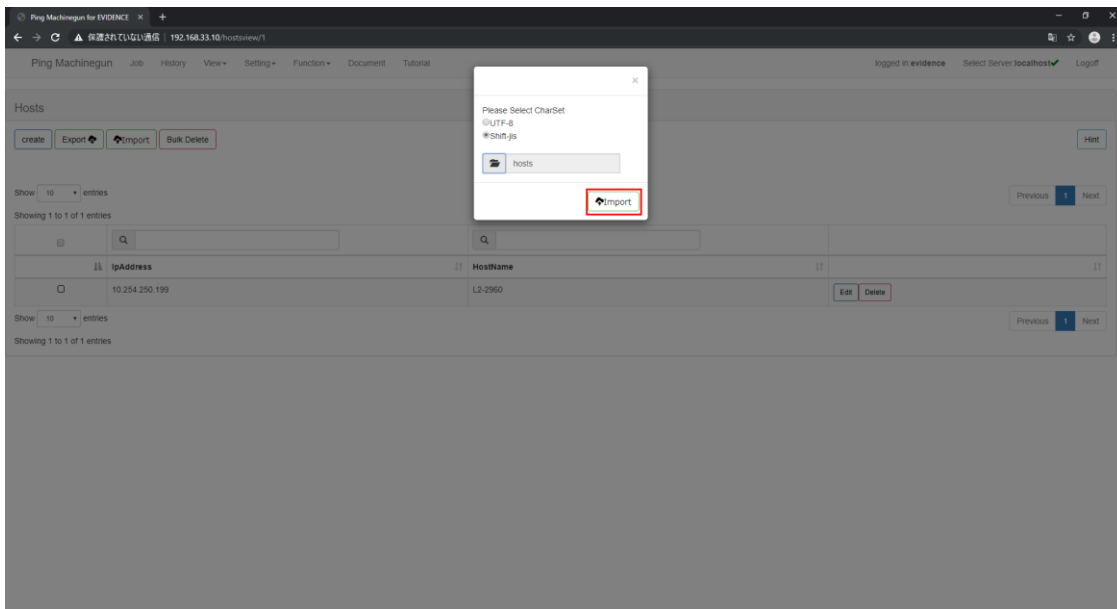 Ping Machinegun for EVIDENCE × +
保護されていない通信 | 192.168.33.10/hostsview/1
Ping Machinegun Job History View Setting Function Document Tutorial logged in:evidence Select Server:localhost✔ Logoff
×
Please Select CharSet
UTF-8
Shift-jis
hosts
Import
Hosts
create Export Import Bulk Delete Hint
Show 10 entries Previous 1 Next
Showing 1 to 1 of 1 entries
IpAddress HostName
10.254.250.199 L2-2960 Edit Delete
Show 10 entries Previous 1 Next
Showing 1 to 1 of 1 entries